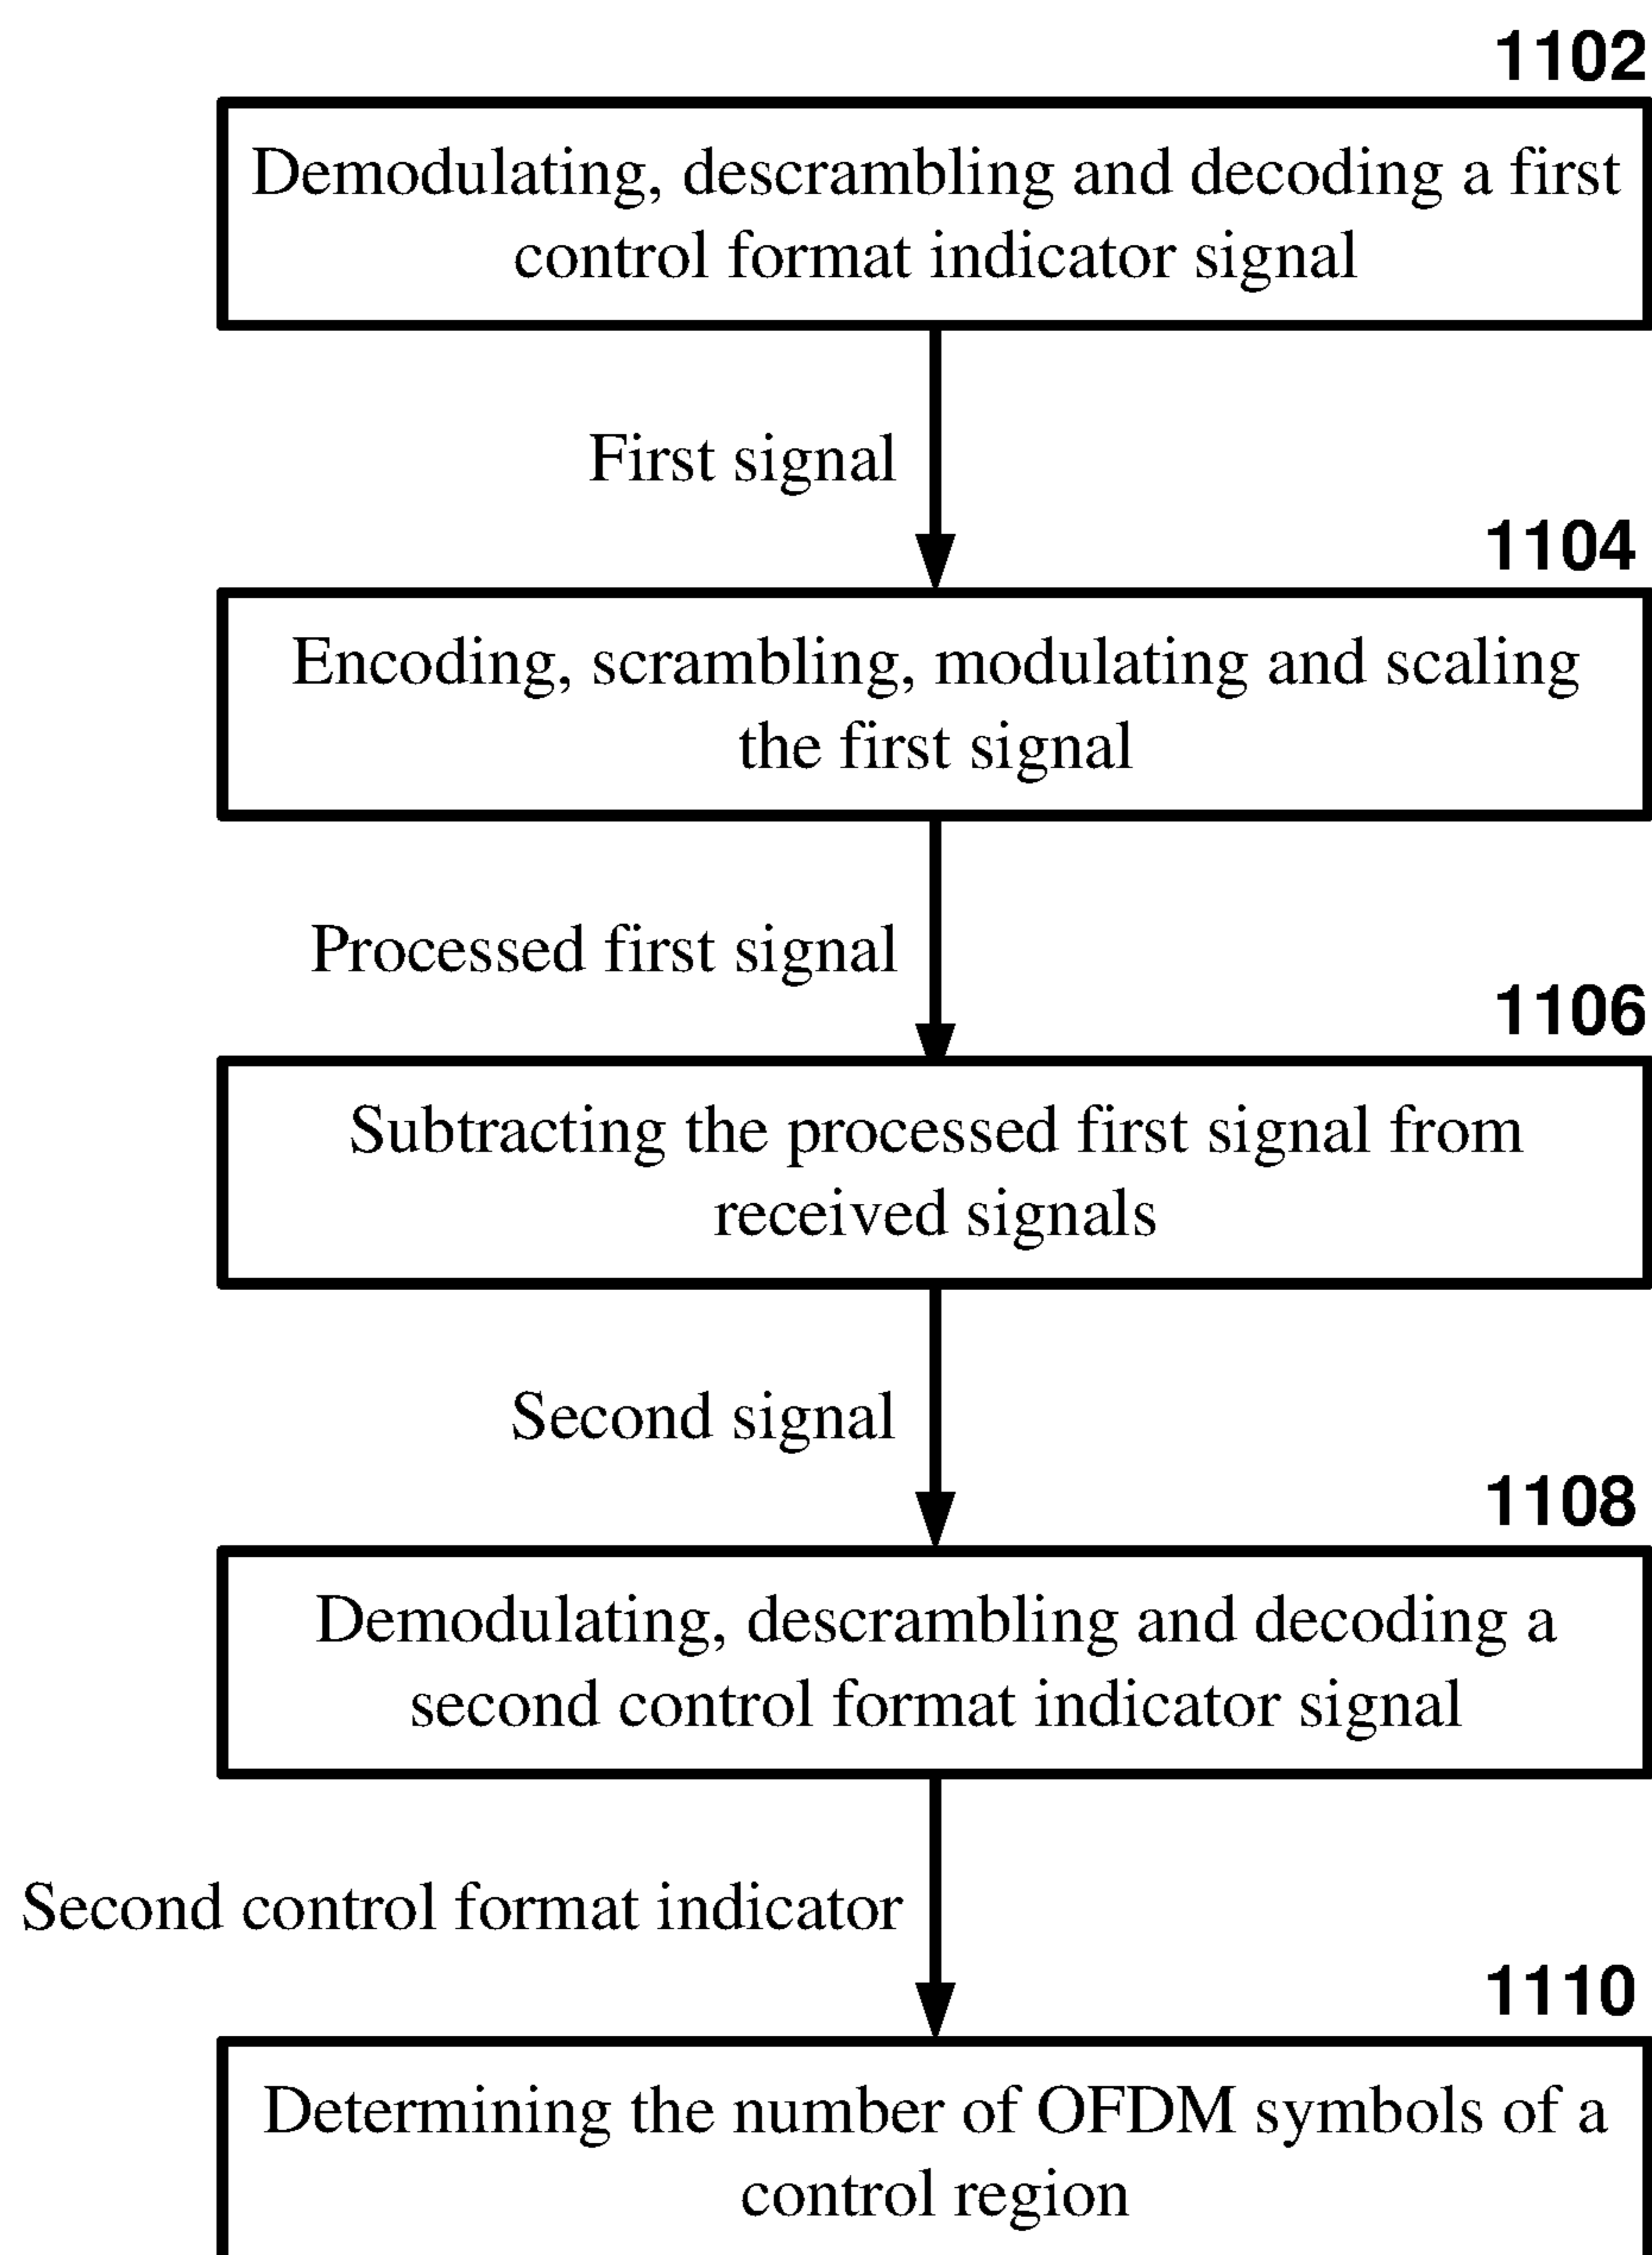 1102
Demodulating, descrambling and decoding a first
control format indicator signal
First signal
1104
Encoding, scrambling, modulating and scaling
the first signal
Processed first signal
1106
Subtracting the processed first signal from
received signals
Second signal
1108
Demodulating, descrambling and decoding a
second control format indicator signal
Second control format indicator
1110
Determining the number of OFDM symbols of a
control region